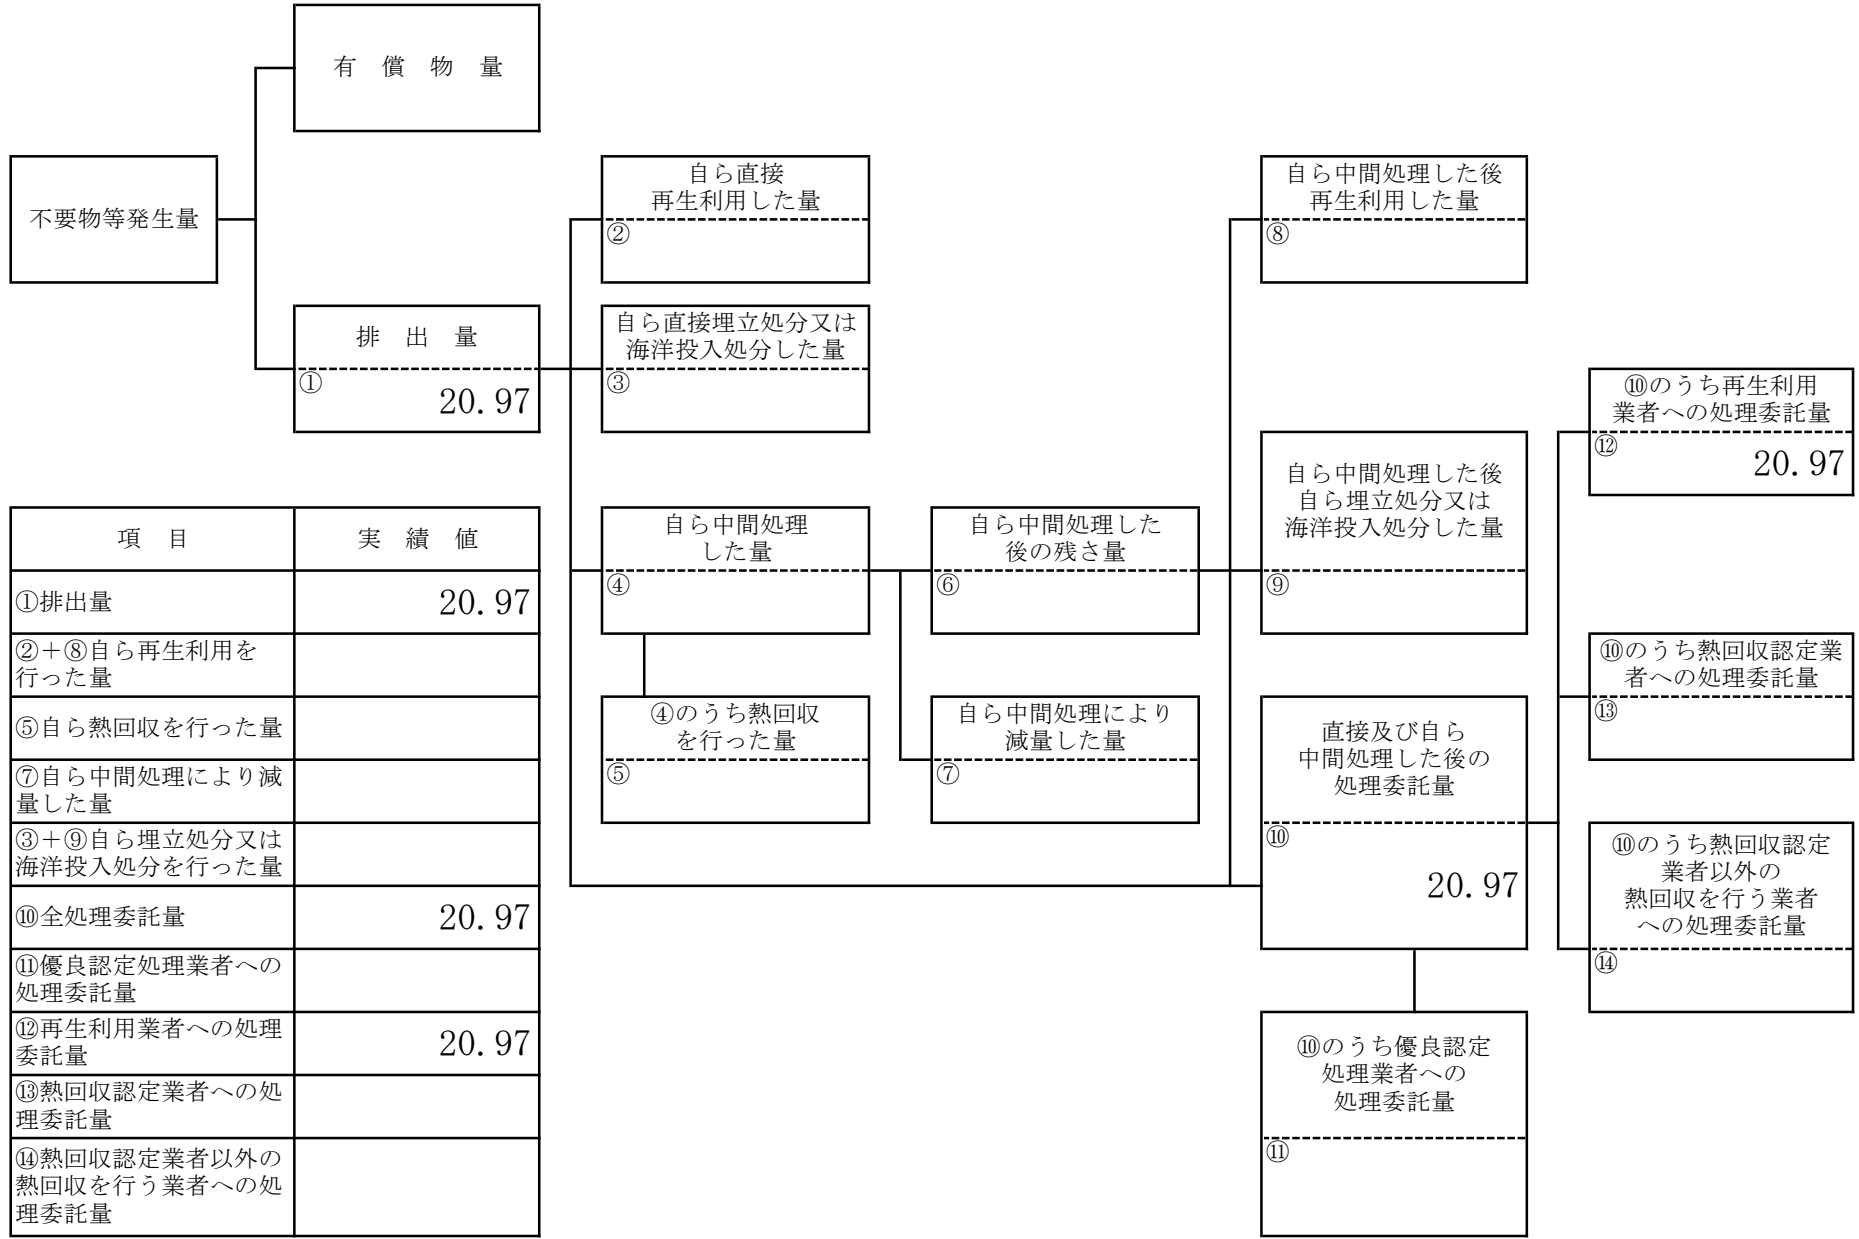 有 償 物 量
不要物等発生量
排 出 量
①
20.97
自ら直接
再生利用した量
②
自ら直接埋立処分又は
海洋投入処分した量
③
自ら中間処理
した量
④
④のうち熱回収
を行った量
⑤
自ら中間処理した
後の残さ量
⑥
自ら中間処理により
減量した量
⑦
自ら中間処理した後
再生利用した量
⑧
自ら中間処理した後
自ら埋立処分又は
海洋投入処分した量
⑨
直接及び自ら
中間処理した後の
処理委託量
⑩
20.97
⑩のうち優良認定
処理業者への
処理委託量
⑪
⑩のうち再生利用
業者への処理委託量
⑫
20.97
⑩のうち熱回収認定業
者への処理委託量
⑬
⑩のうち熱回収認定
業者以外の
熱回収を行う業者
への処理委託量
⑭
項 目 実 績 値
①排出量 20.97
②＋⑧自ら再生利用を
行った量
⑤自ら熱回収を行った量
⑦自ら中間処理により減
量した量
③＋⑨自ら埋立処分又は
海洋投入処分を行った量
⑩全処理委託量 20.97
⑪優良認定処理業者への
処理委託量
⑫再生利用業者への処理
委託量 20.97
⑬熱回収認定業者への処
理委託量
⑭熱回収認定業者以外の
熱回収を行う業者への処
理委託量